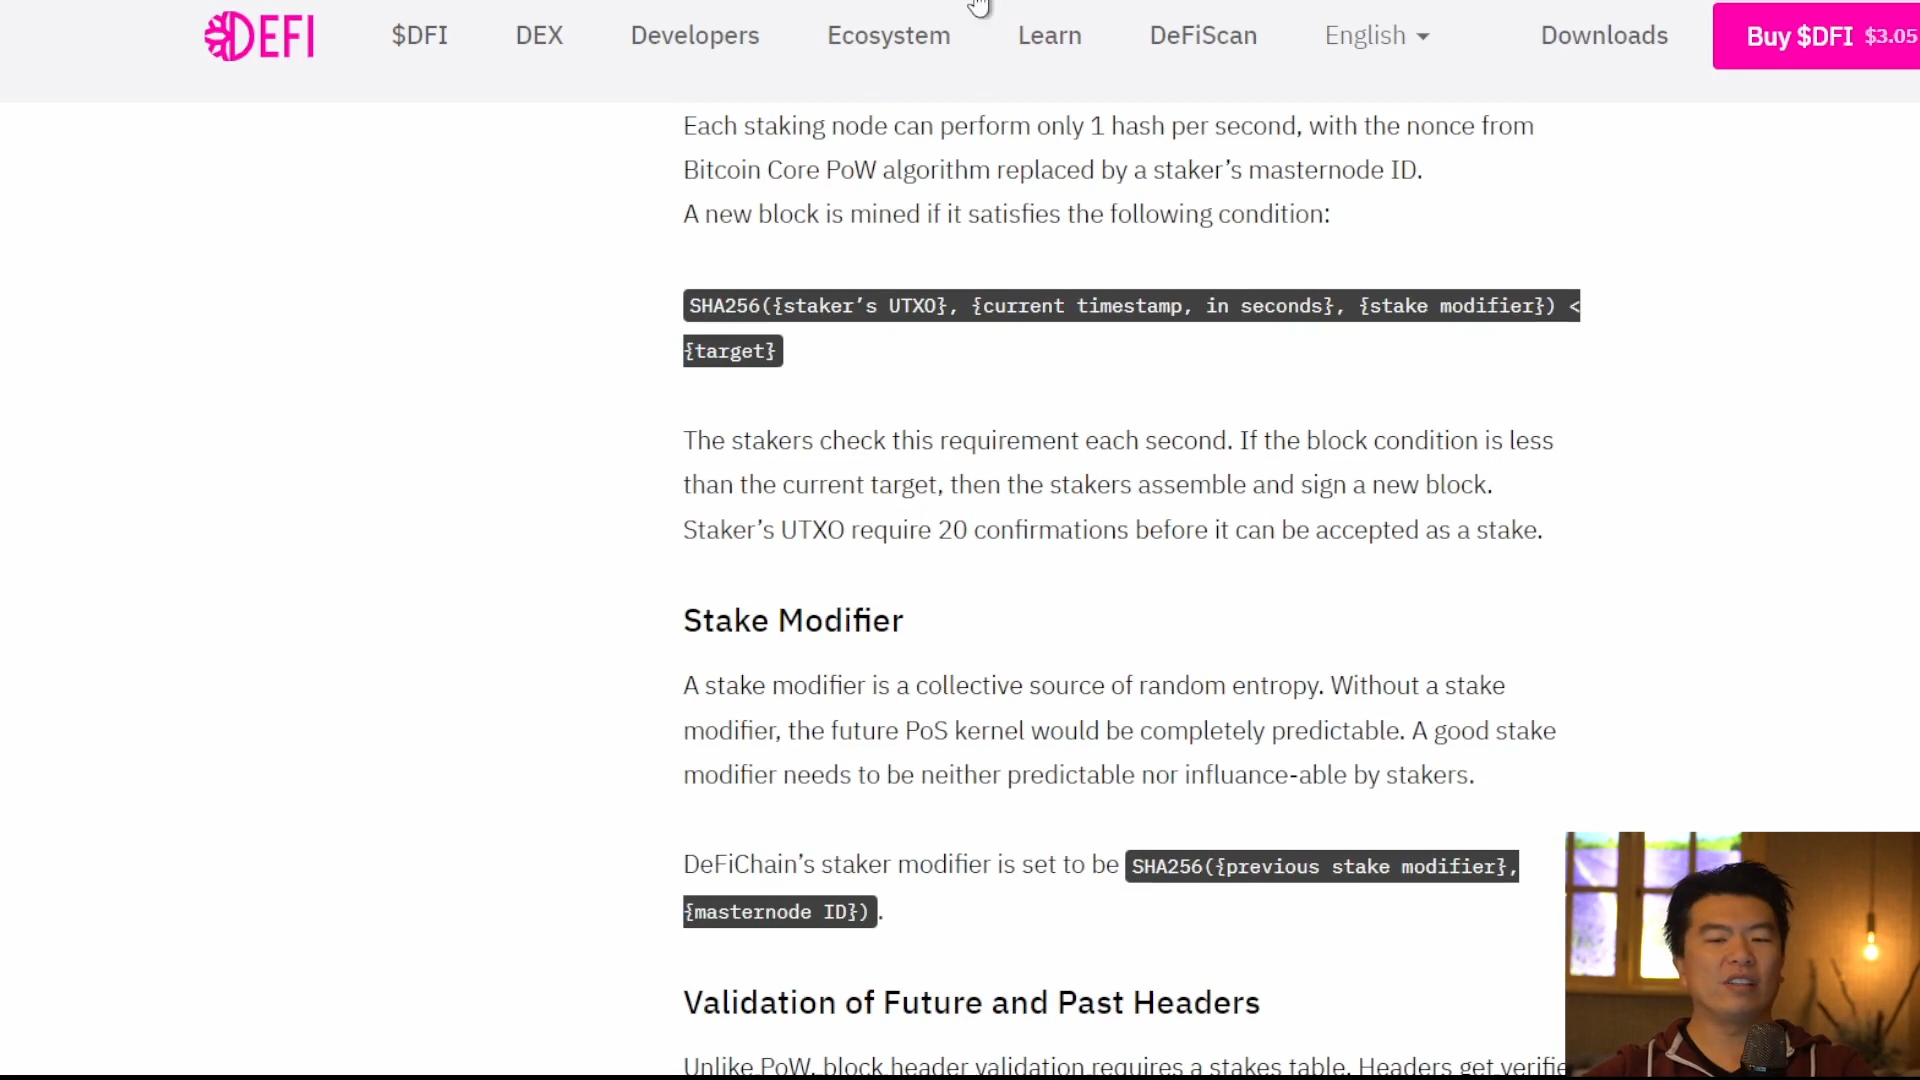 DEFI $DFI DEX Developers Ecosystem Learn DeFiScan English Downloads Buy $DFI $3.05
Each staking node can perform only 1 hash per second, with the nonce from
Bitcoin Core PoW algorithm replaced by a staker’s masternode ID.
A new block is mined if it satisfies the following condition:
SHA256({staker’s UTXO}, {current timestamp, in seconds}, {stake modifier}) <
{target}
The stakers check this requirement each second. If the block condition is less
than the current target, then the stakers assemble and sign a new block.
Staker’s UTXO require 20 confirmations before it can be accepted as a stake.
Stake Modifier
A stake modifier is a collective source of random entropy. Without a stake
modifier, the future PoS kernel would be completely predictable. A good stake
modifier needs to be neither predictable nor influance-able by stakers.
DeFiChain’s staker modifier is set to be SHA256({previous stake modifier},
{masternode ID}) .
Validation of Future and Past Headers
Unlike PoW, block header validation requires a stakes table. Headers get verifie